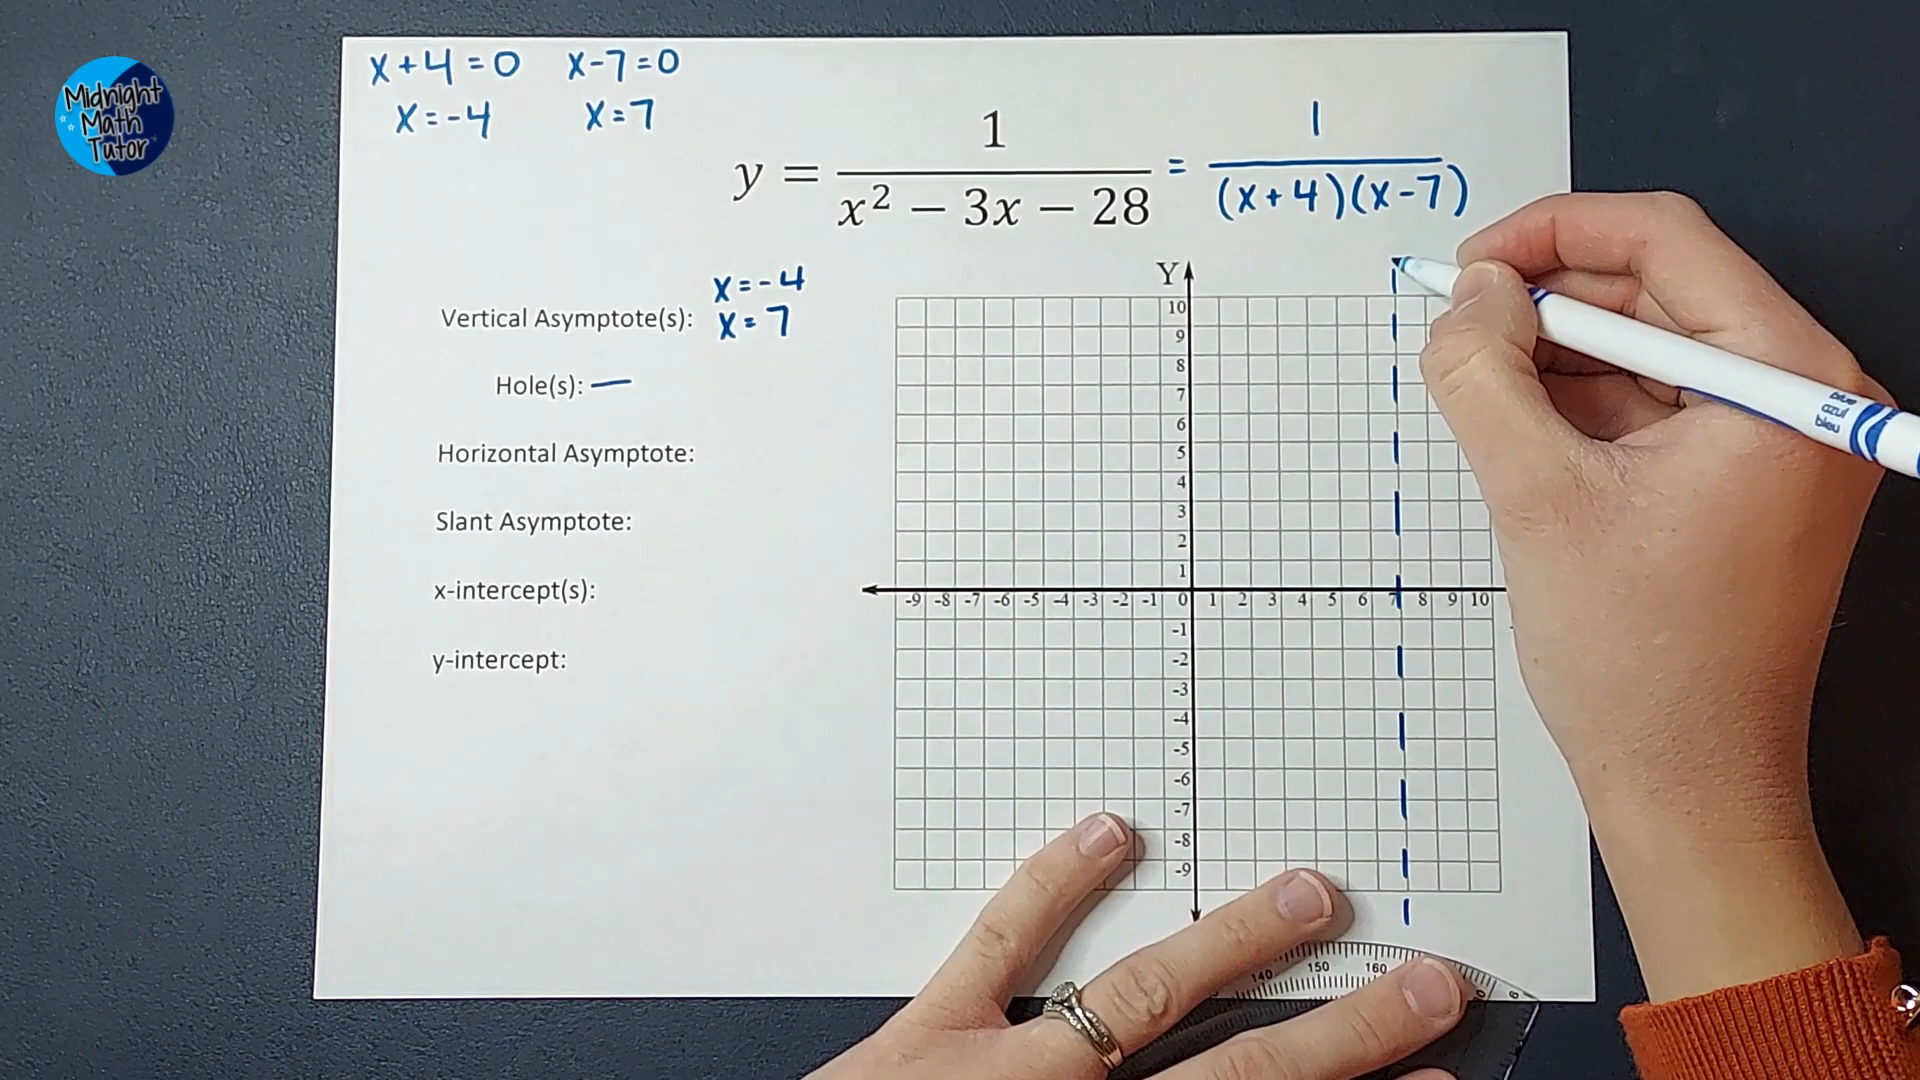 Midnight
Math
Tutor
x+4=0 x-7=0
x=-4 x=7
y = 1/(x² − 3x − 28) = 1/((x+4)(x-7))
x=-4
Vertical Asymptote(s): x=7
Hole(s): —
Horizontal Asymptote:
Slant Asymptote:
x-intercept(s):
y-intercept:
Y
10
9
8
7
6
5
4
3
2
1
-9 -8 -7 -6 -5 -4 -3 -2 -1 0 1 2 3 4 5 6 7 8 9 10
-1
-2
-3
-4
-5
-6
-7
-8
-9
140 150 160
blue
azul
bleu